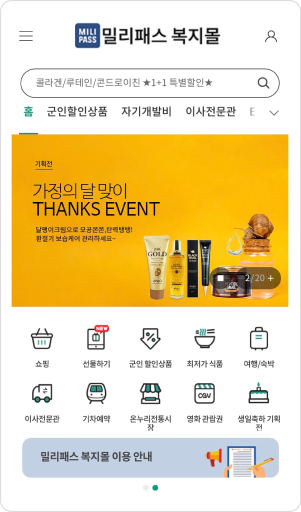 MILI PASS 밀리패스 복지몰
콜라겐/루테인/콘드로이친 ★1+1 특별할인★
홈 군인할인상품 자기개발비 이사전문관 E
기획전
가정의 달 맞이
THANKS EVENT
달팽이크림으로 모공쫀쫀,탄력탱탱!
환절기 보습케어 관리하세요~
GOLD
2/20 +
NEW
쇼핑 선물하기 군인 할인상품 최저가 식품 여행/숙박
CGV
이사전문관 기차예약 온누리전통시장 영화 관람권 생일축하 기획전
밀리패스 복지몰 이용 안내